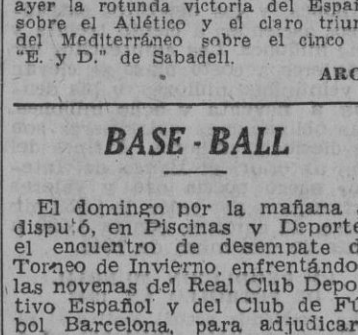 ayer la rotunda victoria del Espa
sobre el Atlético y el claro triun
del Mediterráneo sobre el cinco
"E. y D." de Sabadell.
ARC
BASE - BALL
El domingo por la mañana
disputó, en Piscinas y Deporte
el encuentro de desempate d
Torneo de Invierno, enfrentándo
las novenas del Real Club Depo
tivo Español y del Club de Fú
bol Barcelona, para adjudicar